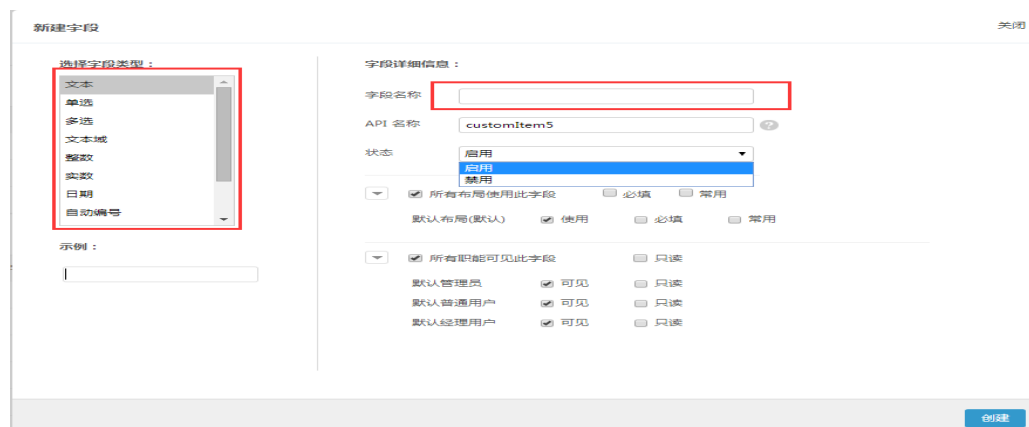 新建字段
关闭
选择字段类型：
文本
单选
多选
文本域
整数
实数
日期
自动编号
示例：
字段详细信息：
字段名称
API 名称 customItem5 ?
状态 启用
启用
禁用
所有布局使用此字段 必填 常用
默认布局(默认) 使用 必填 常用
所有职能可见此字段 只读
默认管理员 可见 只读
默认普通用户 可见 只读
默认经理用户 可见 只读
创建